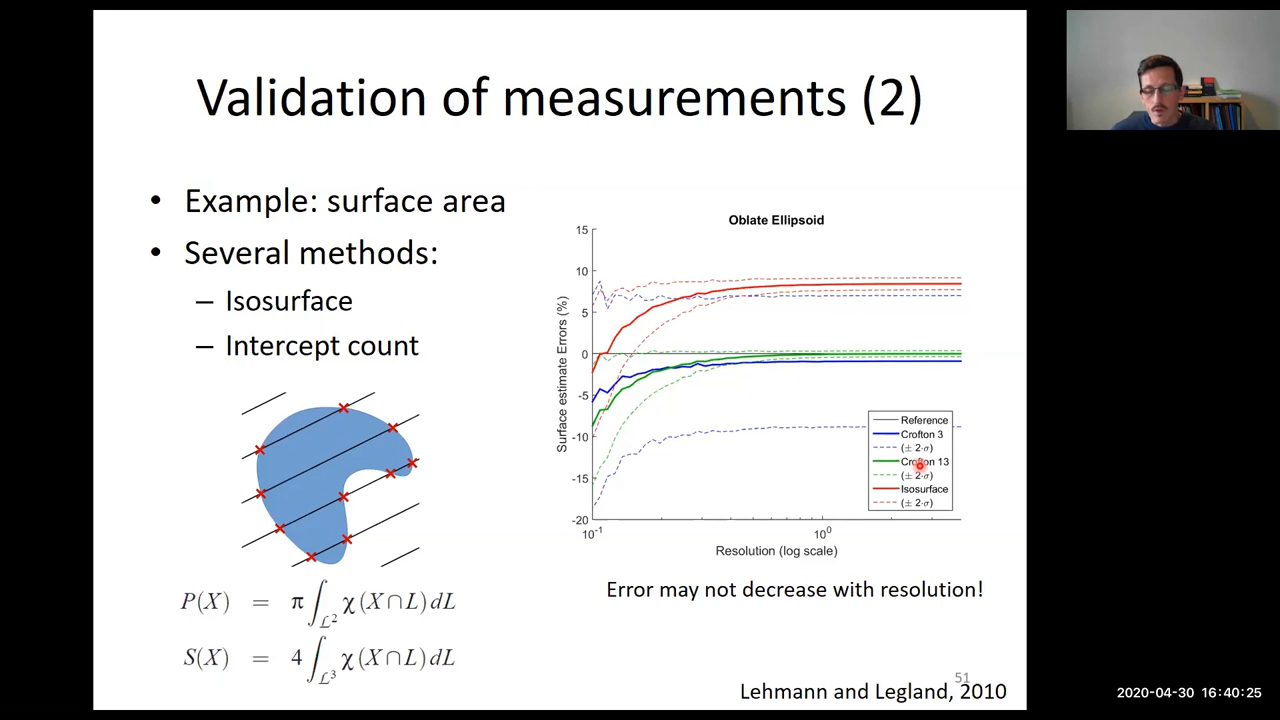 Validation of measurements (2)
• Example: surface area
• Several methods:
– Isosurface
– Intercept count
P(X) = π∫_{𝓛²} χ(X∩L) dL
S(X) = 4∫_{𝓛³} χ(X∩L) dL
Oblate Ellipsoid
Surface estimate Errors (%)
15
10
5
0
-5
-10
-15
-20
10⁻¹
10⁰
Resolution (log scale)
Reference
Crofton 3
(± 2·σ)
Crofton 13
(± 2·σ)
Isosurface
(± 2·σ)
Error may not decrease with resolution!
51
Lehmann and Legland, 2010
2020-04-30 16:40:25